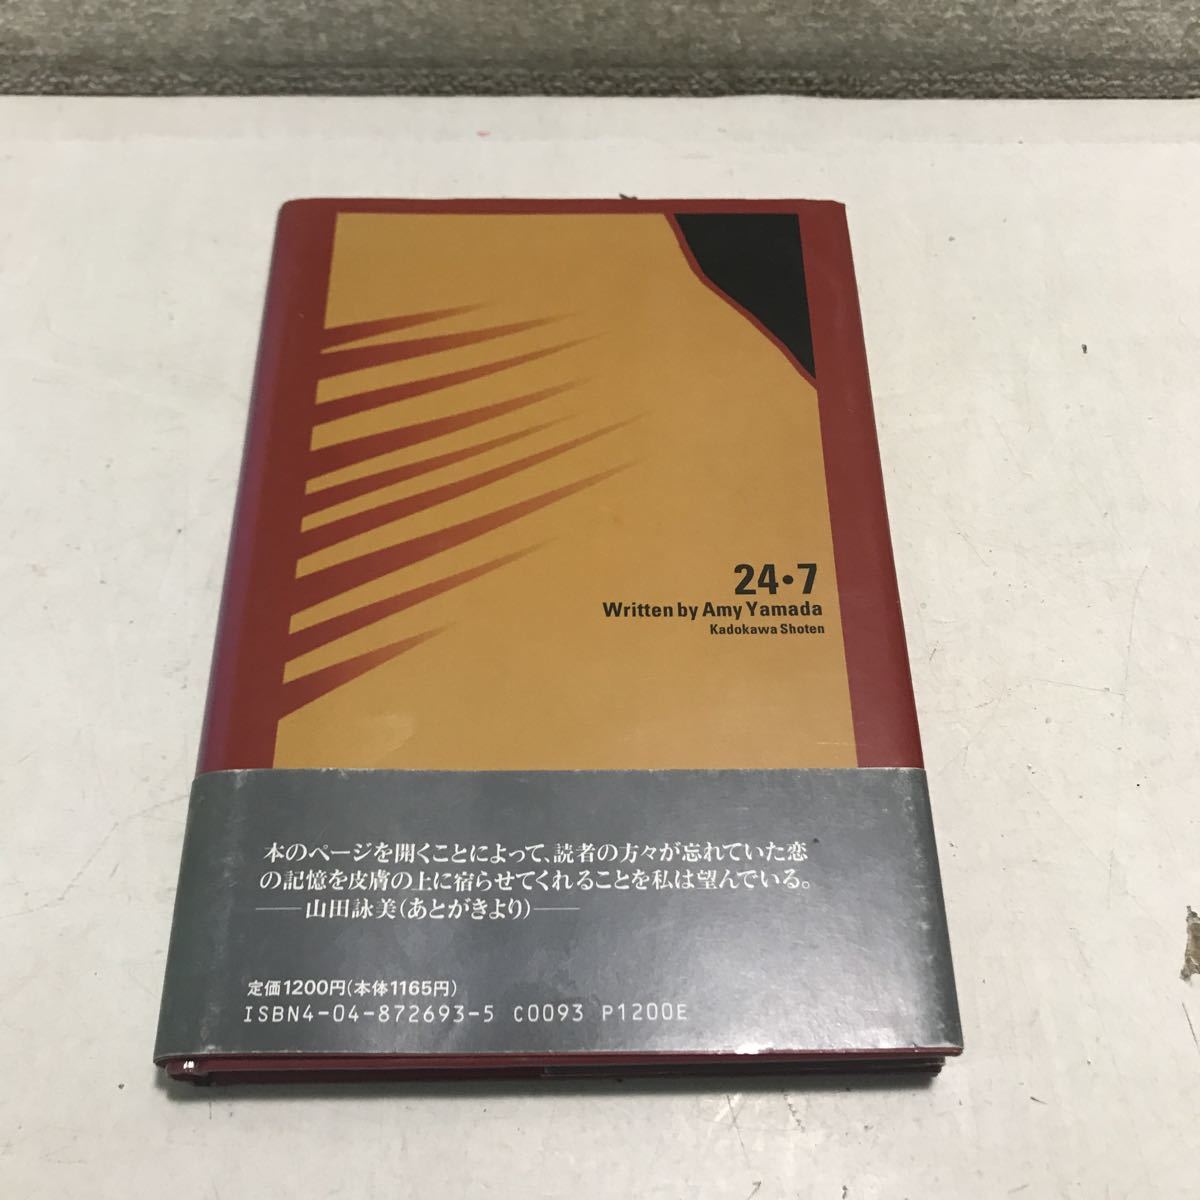 24・7
Written by Amy Yamada
Kadokawa Shoten
本のページを開くことによって、読者の方々が忘れていた恋
の記憶を皮膚の上に宿らせてくれることを私は望んでいる。
――山田詠美(あとがきより)――
定価1200円(本体1165円)
ISBN4-04-872693-5 C0093 P1200E